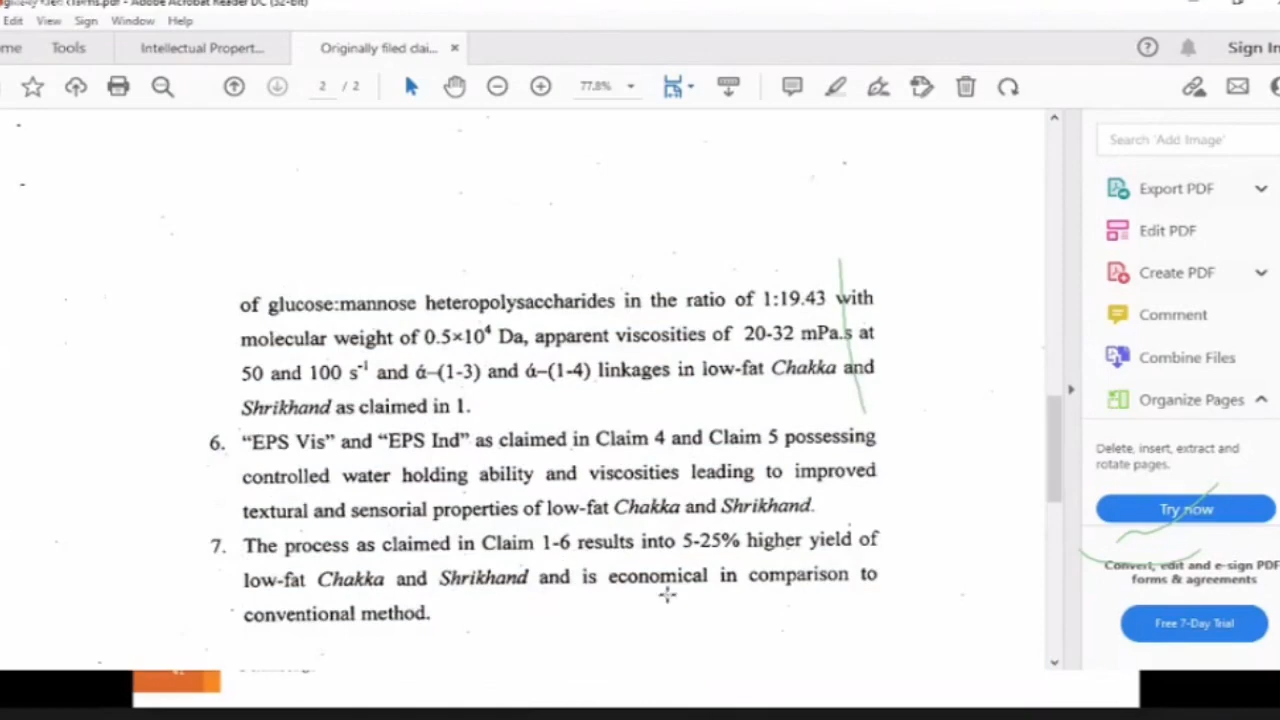 Adobe Acrobat Reader DC (32-bit)
Edit View Sign Window Help
Tools Intellectual Propert... Originally filed clai... × Sign In
2 / 2 77.8%
Search 'Add Image'
Export PDF
Edit PDF
Create PDF
Comment
Combine Files
Organize Pages
Delete, insert, extract and
rotate pages.
Try now
Convert, edit and e-sign PDF
forms & agreements
Free 7-Day Trial
of glucose:mannose heteropolysaccharides in the ratio of 1:19.43 with
molecular weight of 0.5×10⁴ Da, apparent viscosities of 20-32 mPa.s at
50 and 100 s⁻¹ and ά–(1-3) and ά–(1-4) linkages in low-fat Chakka and
Shrikhand as claimed in 1.
6. “EPS Vis” and “EPS Ind” as claimed in Claim 4 and Claim 5 possessing
controlled water holding ability and viscosities leading to improved
textural and sensorial properties of low-fat Chakka and Shrikhand.
7. The process as claimed in Claim 1-6 results into 5-25% higher yield of
low-fat Chakka and Shrikhand and is economical in comparison to
conventional method.